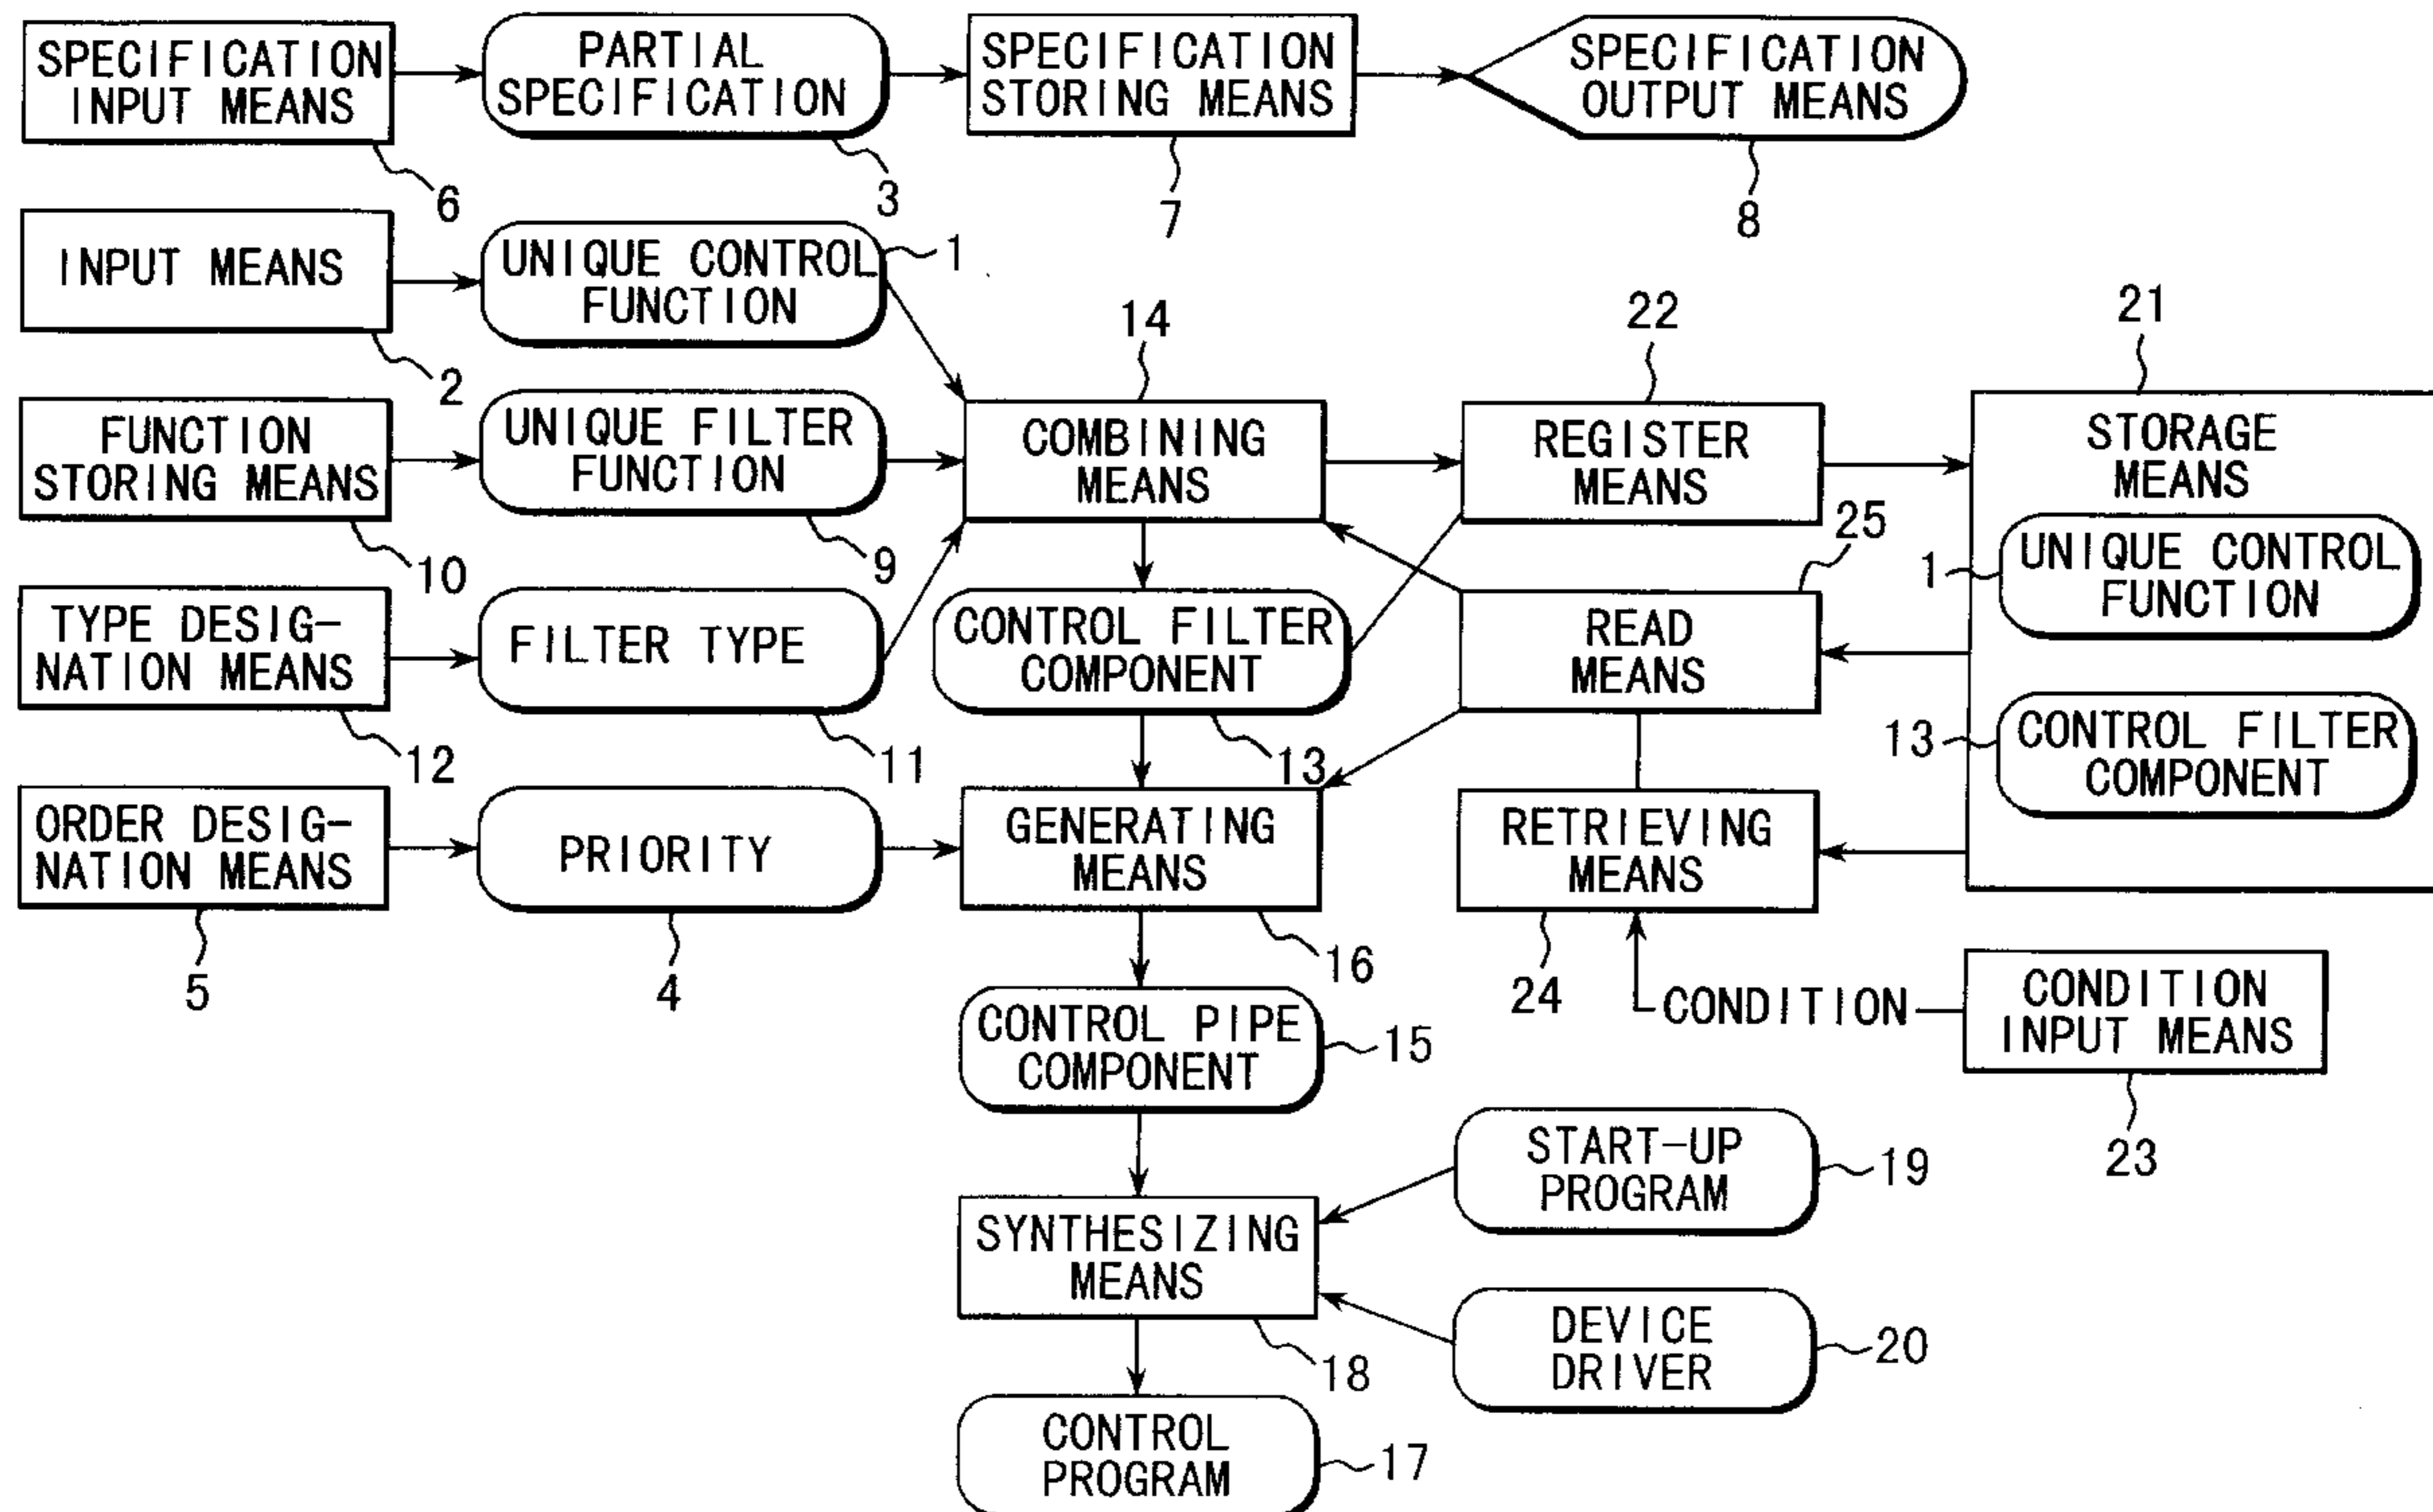 SPECIFICATION
INPUT MEANS
6
PARTIAL
SPECIFICATION
3
SPECIFICATION
STORING MEANS
7
SPECIFICATION
OUTPUT MEANS
8
INPUT MEANS
2
UNIQUE CONTROL
FUNCTION
1
FUNCTION
STORING MEANS
10
UNIQUE FILTER
FUNCTION
9
14
COMBINING
MEANS
22
REGISTER
MEANS
21
STORAGE
MEANS
1
UNIQUE CONTROL
FUNCTION
13
CONTROL FILTER
COMPONENT
TYPE DESIG-
NATION MEANS
12
FILTER TYPE
11
CONTROL FILTER
COMPONENT
13
25
READ
MEANS
ORDER DESIG-
NATION MEANS
5
PRIORITY
4
GENERATING
MEANS
16
RETRIEVING
MEANS
24
CONDITION
CONDITION
INPUT MEANS
23
CONTROL PIPE
COMPONENT
15
START-UP
PROGRAM
19
SYNTHESIZING
MEANS
18
DEVICE
DRIVER
20
CONTROL
PROGRAM
17